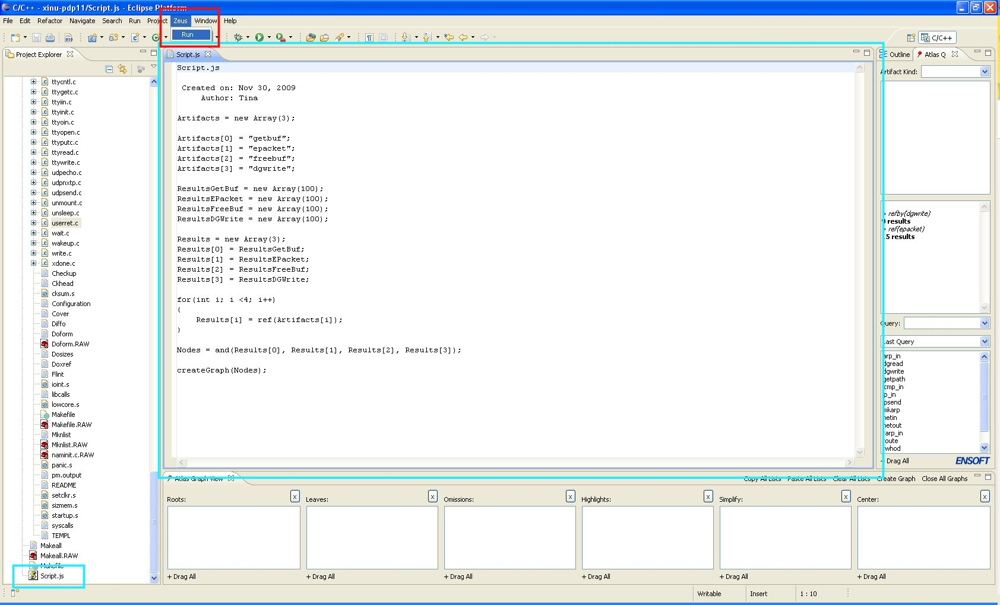 C/C++ - xinu-pdp11/Script.js - Eclipse Platform
File Edit Refactor Navigate Search Run Project Zeus Window Help
Run
C/C++
Project Explorer
ttycntl.c
ttygetc.c
ttyiin.c
ttyinit.c
ttyoin.c
ttyopen.c
ttyputc.c
ttyread.c
ttywrite.c
udpecho.c
udpnxtp.c
udpsend.c
unmount.c
unsleep.c
userret.c
wait.c
wakeup.c
write.c
xdone.c
Checkup
Ckhead
cksum.s
Configuration
Cover
Diffo
Doform
Doform.RAW
Dosizes
Doxref
Flint
ioint.s
libcalls
lowcore.s
Makefile
Makefile.RAW
Mknlist
Mknlist.RAW
naminit.c.RAW
panic.s
pm.output
README
setclkr.s
sizmem.s
startup.s
syscalls
TEMPL
Makeall
Makeall.RAW
Makefile
Script.js
Script.js
Script.js
Created on: Nov 30, 2009
Author: Tina
Artifacts = new Array(3);
Artifacts[0] = "getbuf";
Artifacts[1] = "epacket";
Artifacts[2] = "freebuf";
Artifacts[3] = "dgwrite";
ResultsGetBuf = new Array(100);
ResultsEPacket = new Array(100);
ResultsFreeBuf = new Array(100);
ResultsDGWrite = new Array(100);
Results = new Array(3);
Results[0] = ResultsGetBuf;
Results[1] = ResultsEPacket;
Results[2] = ResultsFreeBuf;
Results[3] = ResultsDGWrite;
for(int i; i <4; i++)
{
Results[i] = ref(Artifacts[i]);
}
Nodes = and(Results[0], Results[1], Results[2], Results[3]);
createGraph(Nodes);
Outline Atlas Q
Artifact Kind:
> refby(dgwrite)
results
> ref(epacket)
5 results
Query:
Last Query
arp_in
dgread
dgwrite
getpath
icmp_in
ip_in
ipsend
mkarp
netin
netout
rarp_in
route
rwhod
+ Drag All
ENSOFT
Atlas Graph View
Copy All Lists Paste All Lists Clear All Lists Create Graph Close All Graphs
Roots: x Leaves: x Omissions: x Highlights: x Simplify: x Center: x
+ Drag All + Drag All + Drag All + Drag All + Drag All + Drag All
Writable Insert 1 : 10